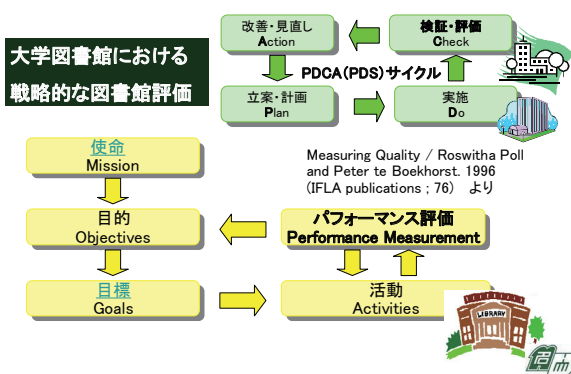 大学図書館における
戦略的な図書館評価
改善・見直し
Action
検証・評価
Check
PDCA(PDS)サイクル
立案・計画
Plan
実施
Do
使命
Mission
Measuring Quality / Roswitha Poll
and Peter te Boekhorst. 1996
(IFLA publications ; 76) より
目的
Objectives
パフォーマンス評価
Performance Measurement
目標
Goals
活動
Activities
LIBRARY